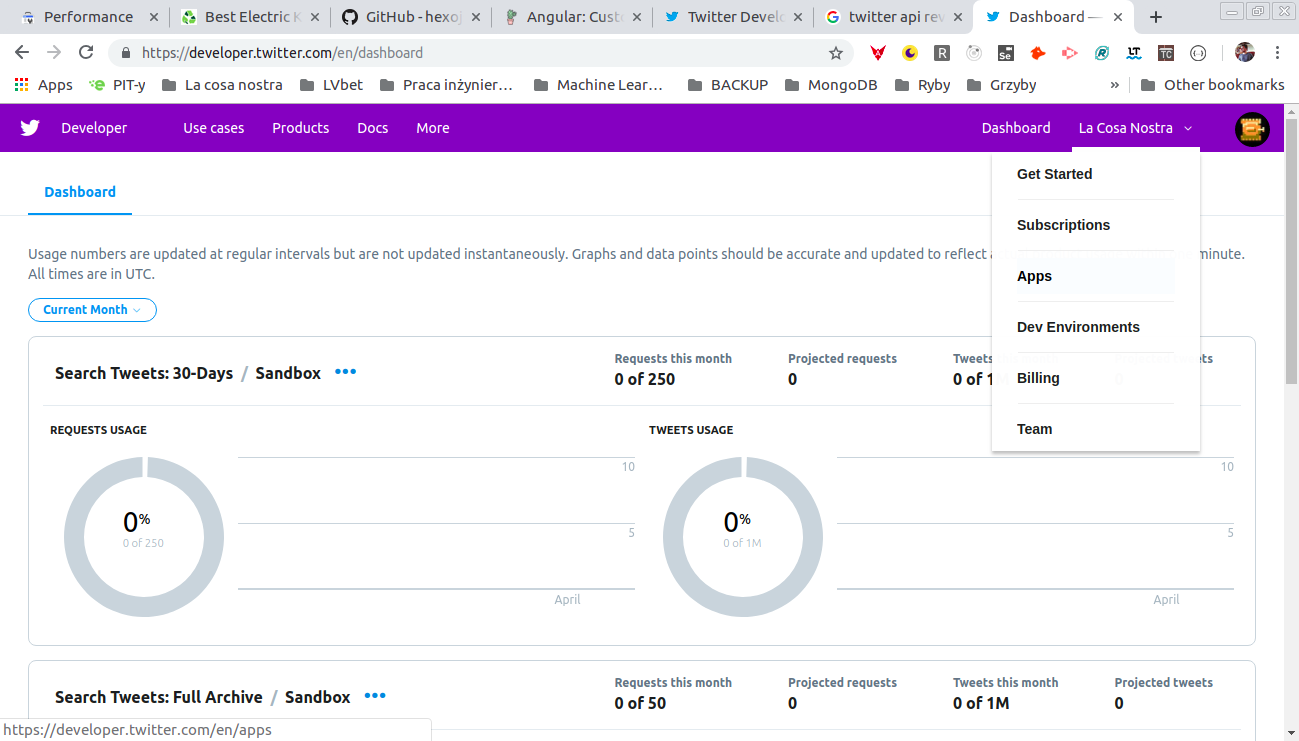 Performance
Best Electric K
GitHub - hexoj
Angular: Cust
Twitter Devel
twitter api rev
Dashboard —
https://developer.twitter.com/en/dashboard
Apps PIT-y La cosa nostra LVbet Praca inżynier... Machine Lear... BACKUP MongoDB Ryby Grzyby » Other bookmarks
Developer Use cases Products Docs More Dashboard La Cosa Nostra
Get Started
Subscriptions
Apps
Dev Environments
Billing
Team
Dashboard
Usage numbers are updated at regular intervals but are not updated instantaneously. Graphs and data points should be accurate and updated to reflect minute.
All times are in UTC.
Current Month
Search Tweets: 30-Days / Sandbox •••
Requests this month Projected requests Tweets
0 of 250 0 0 of 1M 0
REQUESTS USAGE TWEETS USAGE
10 10
0% 0%
0 of 250 0 of 1M
5 5
April April
Search Tweets: Full Archive / Sandbox •••
Requests this month Projected requests Tweets this month Projected tweets
0 of 50 0 0 of 1M 0
https://developer.twitter.com/en/apps